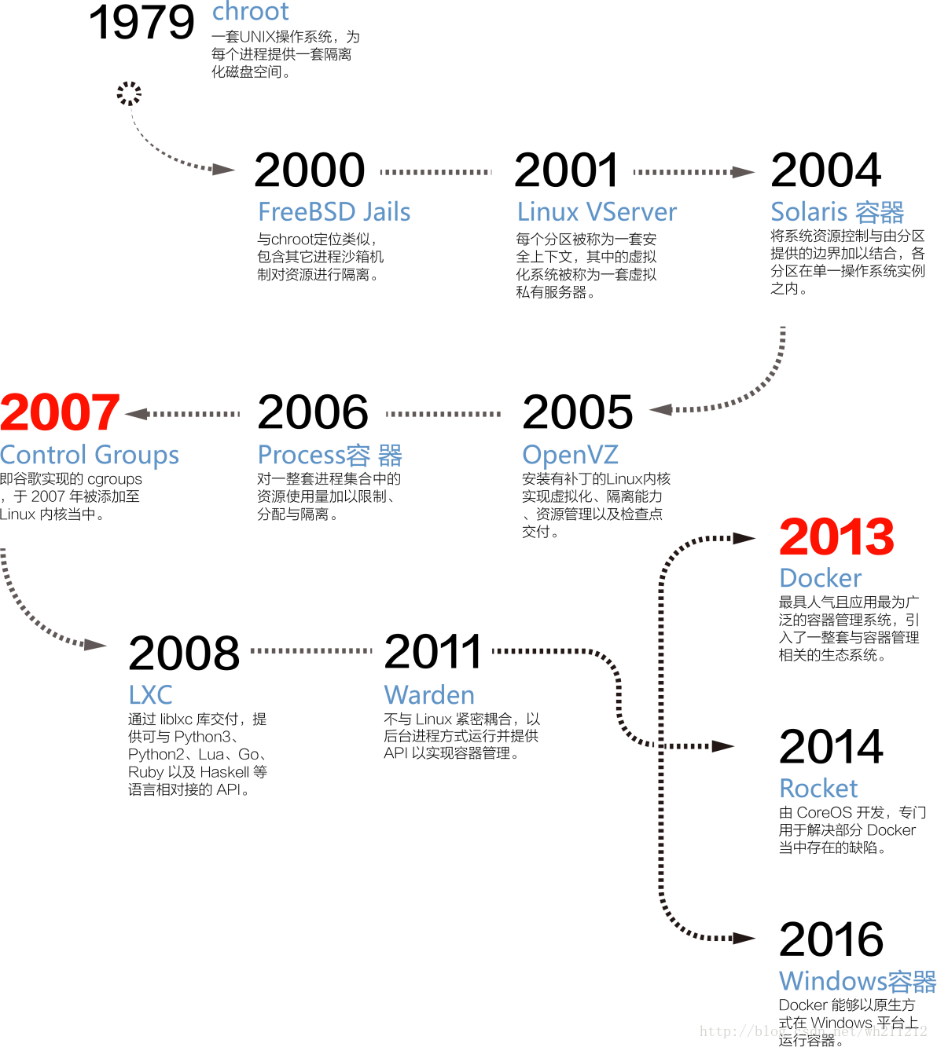 1979
chroot
一套UNIX操作系统，为
每个进程提供一套隔离
化磁盘空间。
2000
FreeBSD Jails
与chroot定位类似，
包含其它进程沙箱机
制对资源进行隔离。
2001
Linux VServer
每个分区被称为一套安
全上下文，其中的虚拟
化系统被称为一套虚拟
私有服务器。
2004
Solaris 容器
将系统资源控制与由分区
提供的边界加以结合，各
分区在单一操作系统实例
之内。
2005
OpenVZ
安装有补丁的Linux内核
实现虚拟化、隔离能力
、资源管理以及检查点
交付。
2006
Process容 器
对一整套进程集合中的
资源使用量加以限制、
分配与隔离。
2007
Control Groups
即谷歌实现的 cgroups
，于 2007 年被添加至
Linux 内核当中。
2008
LXC
通过 liblxc 库交付，提
供可与 Python3、
Python2、Lua、Go、
Ruby 以及 Haskell 等
语言相对接的 API。
2011
Warden
不与 Linux 紧密耦合，以
后台进程方式运行并提供
API 以实现容器管理。
2013
Docker
最具人气且应用最为广
泛的容器管理系统，引
入了一整套与容器管理
相关的生态系统。
2014
Rocket
由 CoreOS 开发，专门
用于解决部分 Docker
当中存在的缺陷。
2016
Windows容器
Docker 能够以原生方
式在 Windows 平台上
运行容器。
http://blog.csdn.net/wh211212